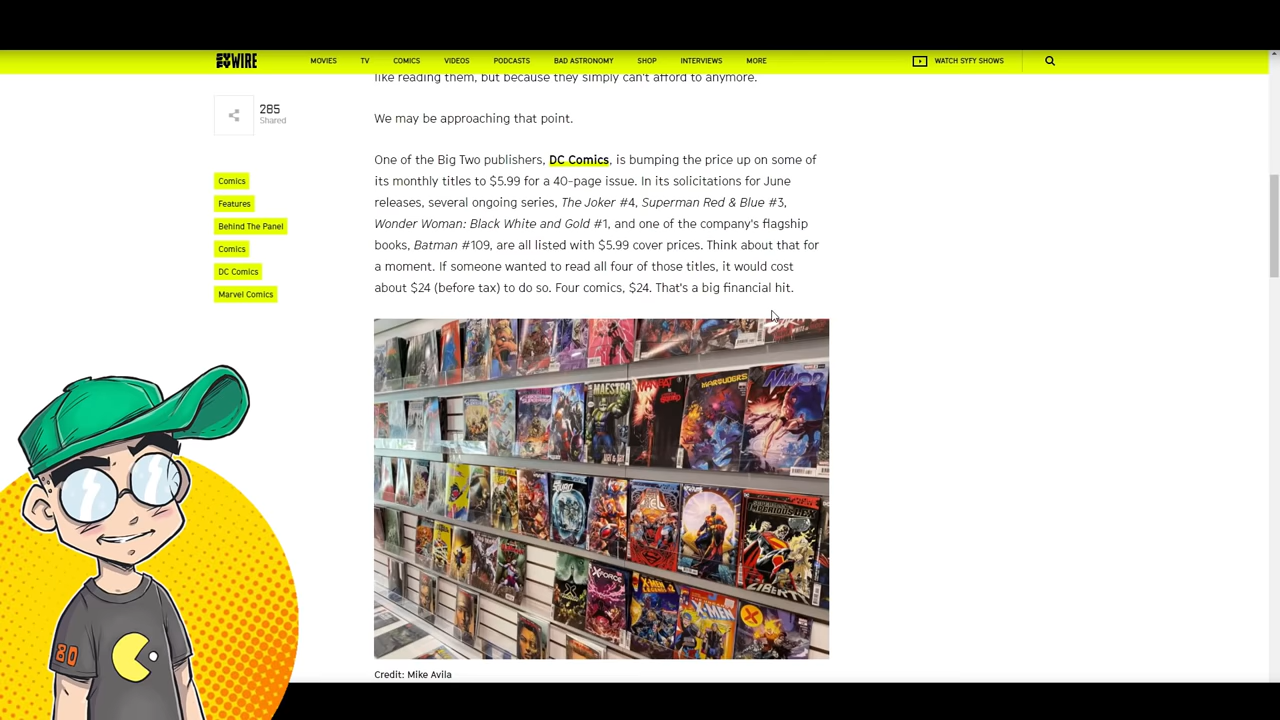 SYFY WIRE
MOVIES TV COMICS VIDEOS PODCASTS BAD ASTRONOMY SHOP INTERVIEWS MORE WATCH SYFY SHOWS
like reading them, but because they simply can't afford to anymore.
285
Shared
We may be approaching that point.
One of the Big Two publishers, DC Comics, is bumping the price up on some of
its monthly titles to $5.99 for a 40-page issue. In its solicitations for June
releases, several ongoing series, The Joker #4, Superman Red & Blue #3,
Wonder Woman: Black White and Gold #1, and one of the company's flagship
books, Batman #109, are all listed with $5.99 cover prices. Think about that for
a moment. If someone wanted to read all four of those titles, it would cost
about $24 (before tax) to do so. Four comics, $24. That's a big financial hit.
Comics
Features
Behind The Panel
Comics
DC Comics
Marvel Comics
MAESTRO
MAN-BAT
MARAUDERS
X-FORCE
X-MEN
X-MEN
Credit: Mike Avila
80